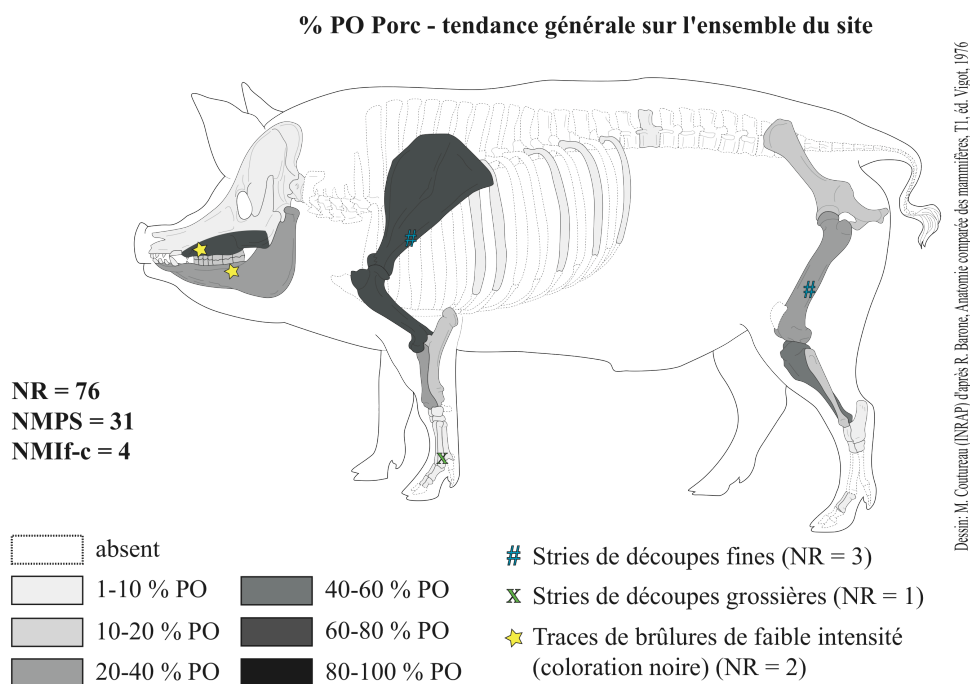 % PO Porc - tendance générale sur l'ensemble du site
Dessin: M. Coutureau (INRAP) d'après R. Barone, Anatomie comparée des mammifères, T1, éd. Vigot, 1976
NR = 76
NMPS = 31
NMIf-c = 4
#
#
X
absent
1-10 % PO
10-20 % PO
20-40 % PO
40-60 % PO
60-80 % PO
80-100 % PO
# Stries de découpes fines (NR = 3)
X Stries de découpes grossières (NR = 1)
Traces de brûlures de faible intensité
(coloration noire) (NR = 2)